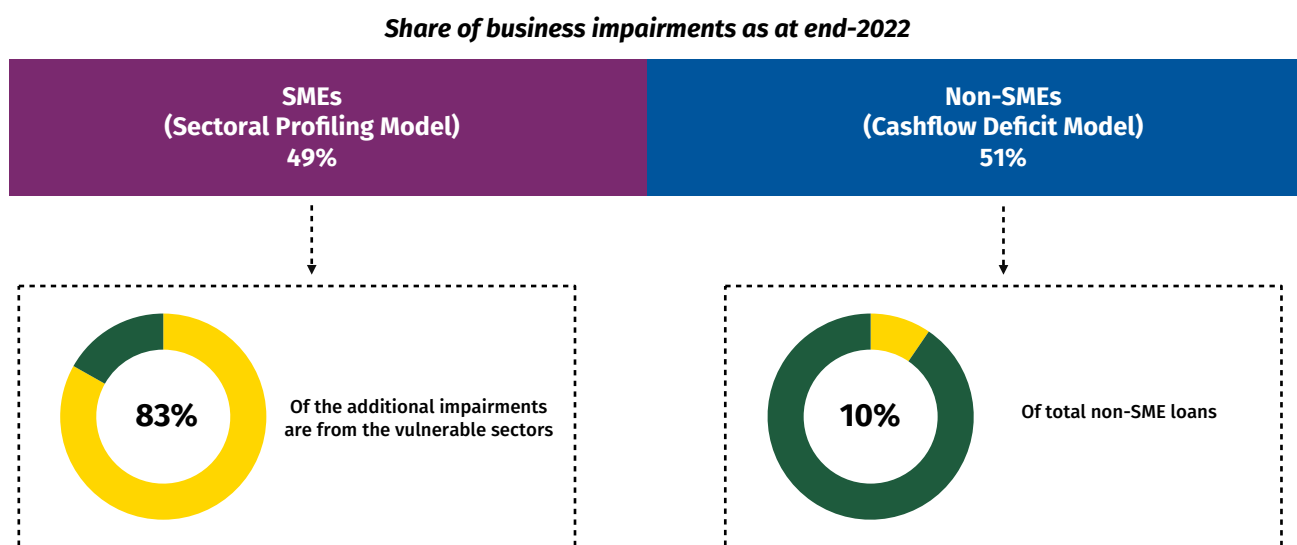 Share of business impairments as at end-2022
SMEs
(Sectoral Profiling Model)
49%
Non-SMEs
(Cashflow Deficit Model)
51%
83%
Of the additional impairments
are from the vulnerable sectors
10%
Of total non-SME loans